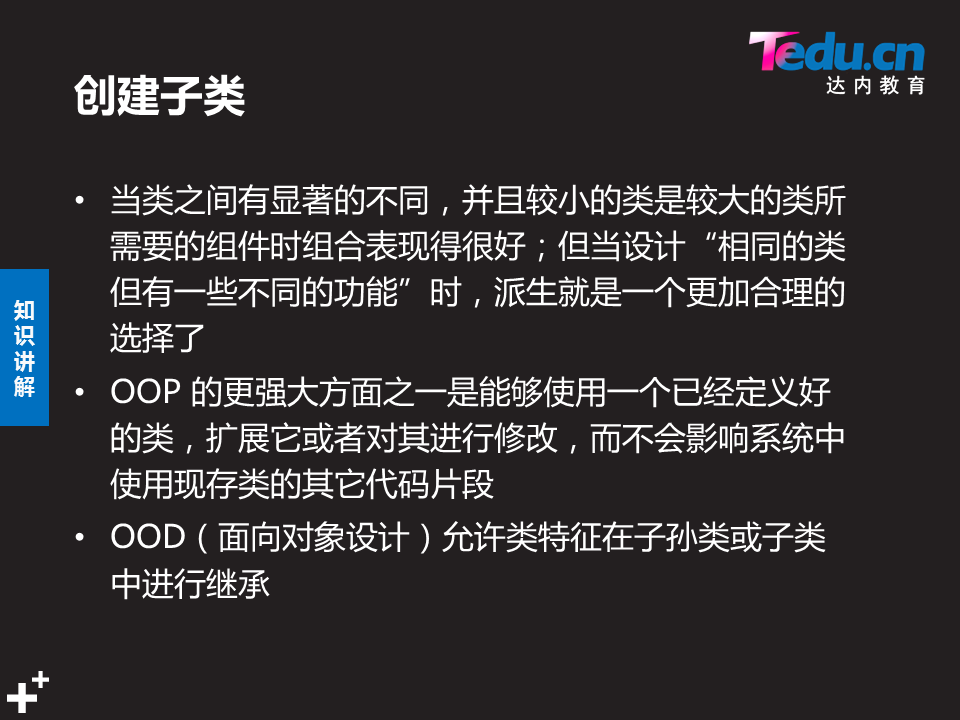 Tedu.cn
达内教育
创建子类
• 当类之间有显著的不同，并且较小的类是较大的类所
需要的组件时组合表现得很好；但当设计“相同的类
但有一些不同的功能”时，派生就是一个更加合理的
选择了
• OOP 的更强大方面之一是能够使用一个已经定义好
的类，扩展它或者对其进行修改，而不会影响系统中
使用现存类的其它代码片段
• OOD（面向对象设计）允许类特征在子孙类或子类
中进行继承
知
识
讲
解